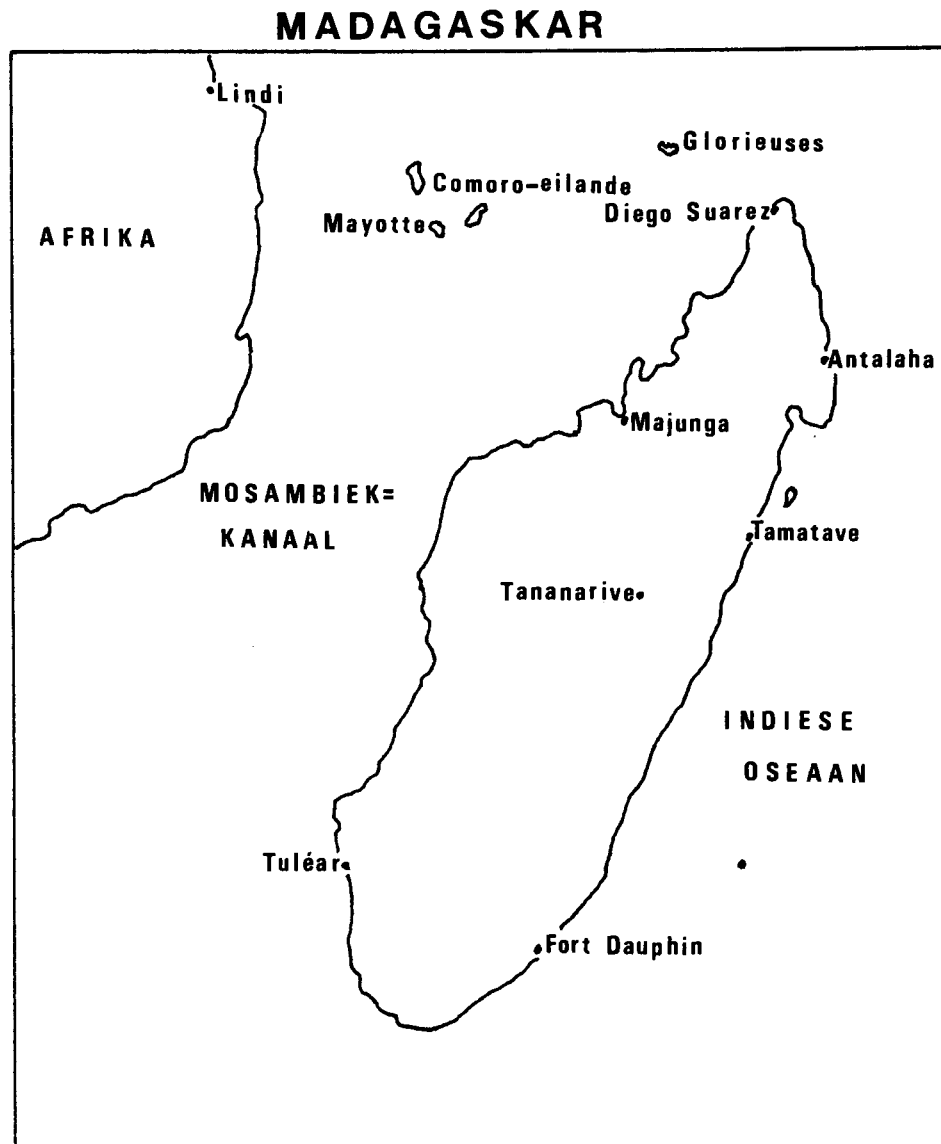 MADAGASKAR
Lindi
Glorieuses
Comoro-eilande
Diego Suarez
Mayotte
AFRIKA
Antalaha
Majunga
MOSAMBIEK=
KANAAL
Tamatave
Tananarive
INDIESE
OSEAAN
Tuléar
Fort Dauphin